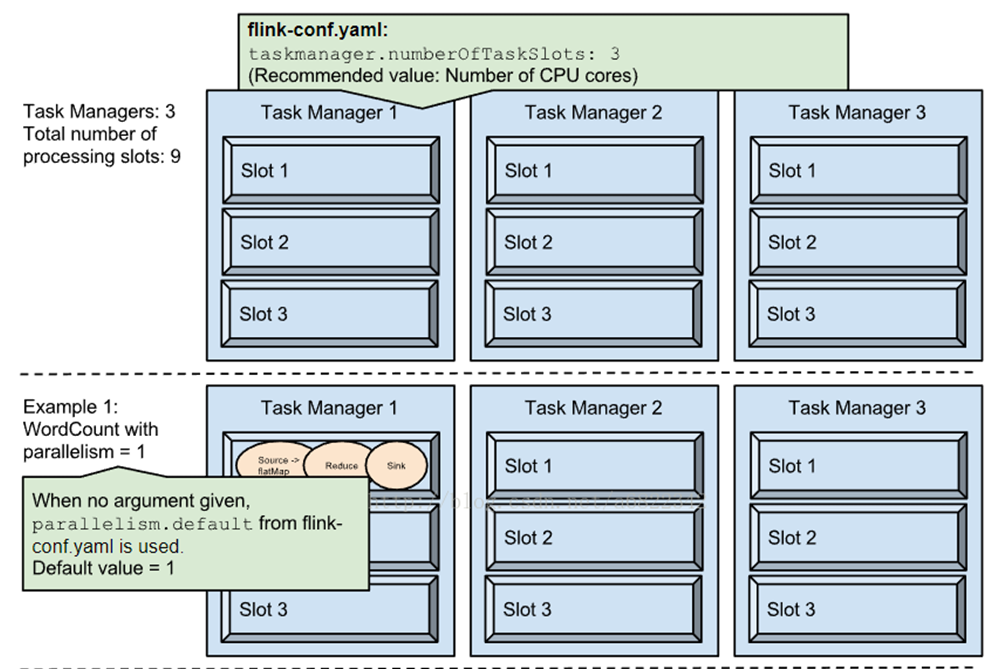 flink-conf.yaml:
taskmanager.numberOfTaskSlots: 3
(Recommended value: Number of CPU cores)
Task Managers: 3
Total number of
processing slots: 9
Task Manager 1
Slot 1
Slot 2
Slot 3
Task Manager 2
Slot 1
Slot 2
Slot 3
Task Manager 3
Slot 1
Slot 2
Slot 3
Example 1:
WordCount with
parallelism = 1
When no argument given,
parallelism.default from flink-
conf.yaml is used.
Default value = 1
Task Manager 1
Source ->
flatMap
Reduce
Sink
Slot 3
Task Manager 2
Slot 1
Slot 2
Slot 3
Task Manager 3
Slot 1
Slot 2
Slot 3